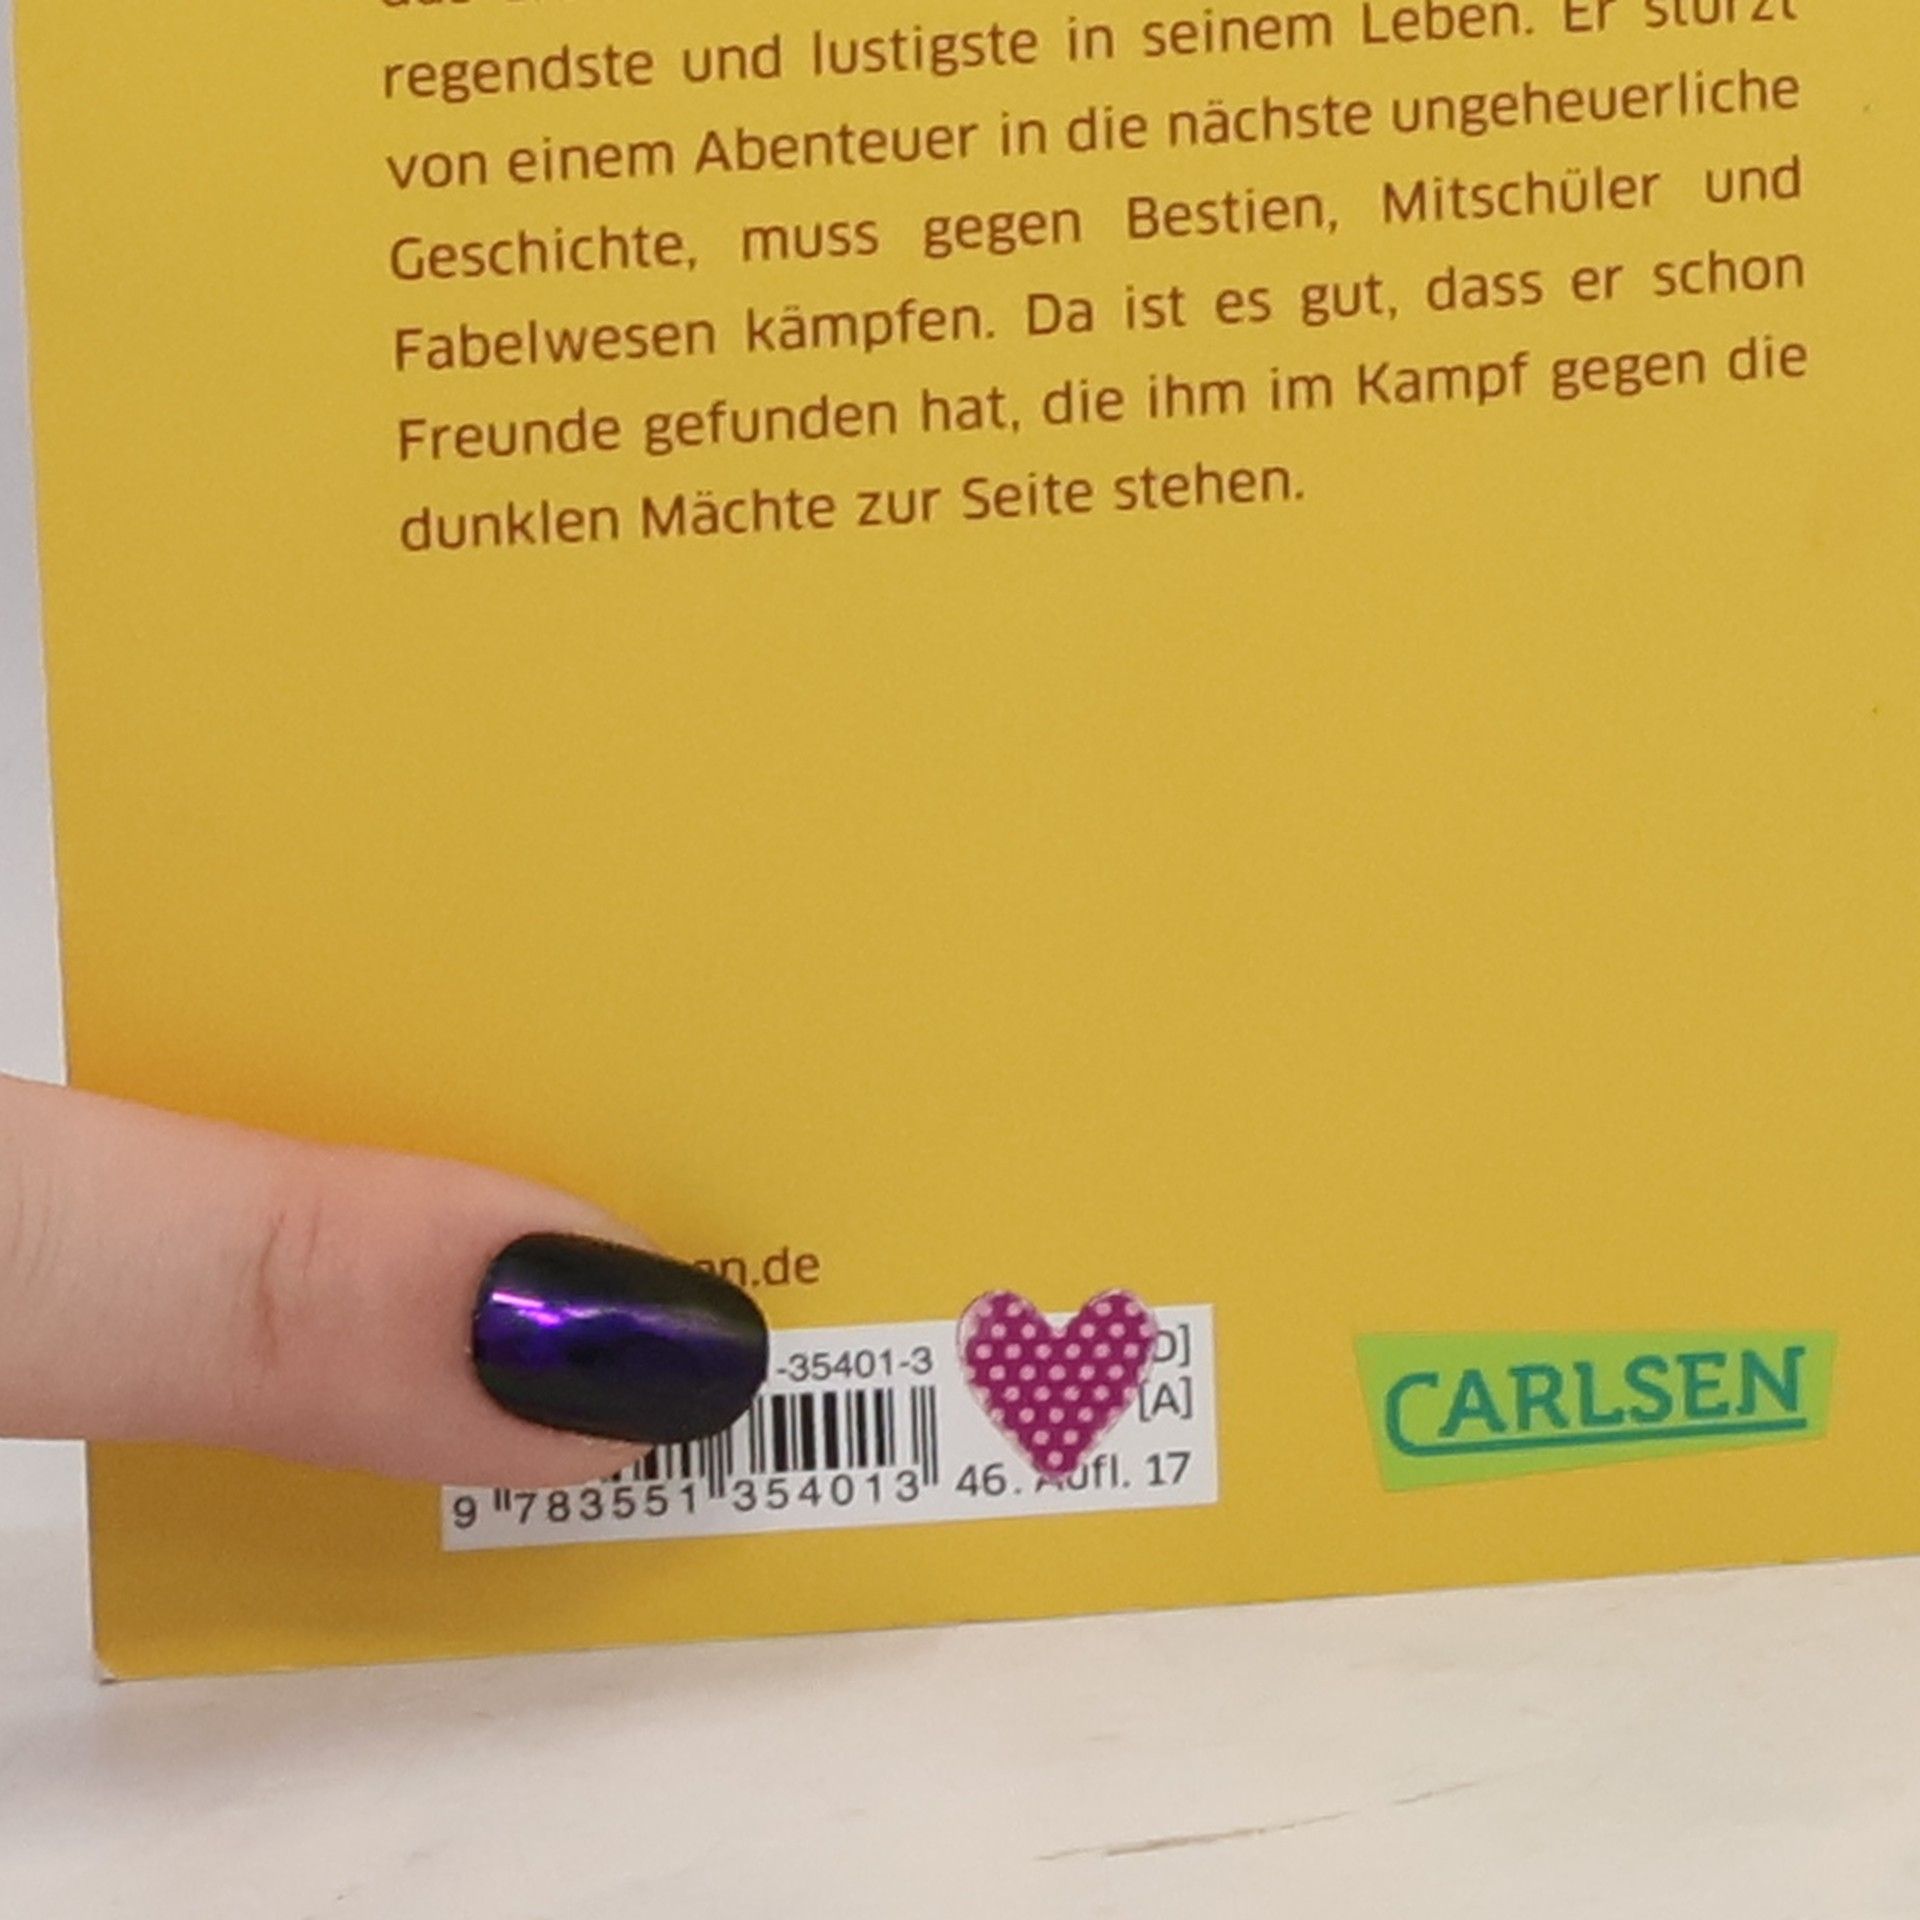 regendste und lustigste in seinem Leben. Er stürzt
von einem Abenteuer in die nächste ungeheuerliche
Geschichte, muss gegen Bestien, Mitschüler und
Fabelwesen kämpfen. Da ist es gut, dass er schon
Freunde gefunden hat, die ihm im Kampf gegen die
dunklen Mächte zur Seite stehen.
n.de
-35401-3
[A]
9 783551 354013
46. Aufl. 17
CARLSEN